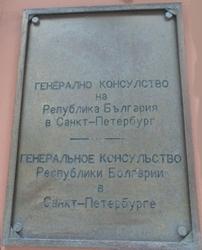 ГЕНЕРАЛНО КОНСУЛСТВО
на
Република България
в Санкт-Петербург
ГЕНЕРАЛЬНОЕ КОНСУЛЬСТВО
Республики Болгарии
в
Санкт-Петербурге